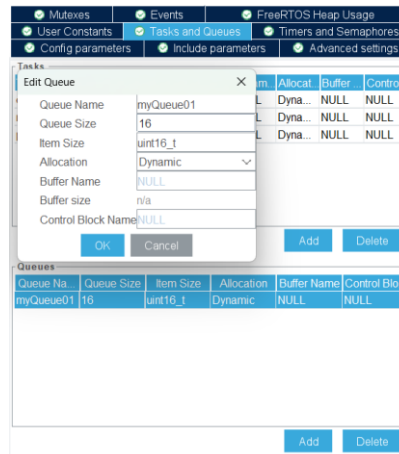 Mutexes Events FreeRTOS Heap Usage
User Constants Tasks and Queues Timers and Semaphores
Config parameters Include parameters Advanced settings
Tasks
Allocat... Buffer ... Contro
Dyna... NULL NULL
Dyna... NULL NULL
Dyna... NULL NULL
Edit Queue
Queue Name myQueue01
Queue Size 16
Item Size uint16_t
Allocation Dynamic
Buffer Name NULL
Buffer size n/a
Control Block Name NULL
OK Cancel
Add Delete
Queues
Queue Na... Queue Size Item Size Allocation Buffer Name Control Blo
myQueue01 16 uint16_t Dynamic NULL NULL
Add Delete